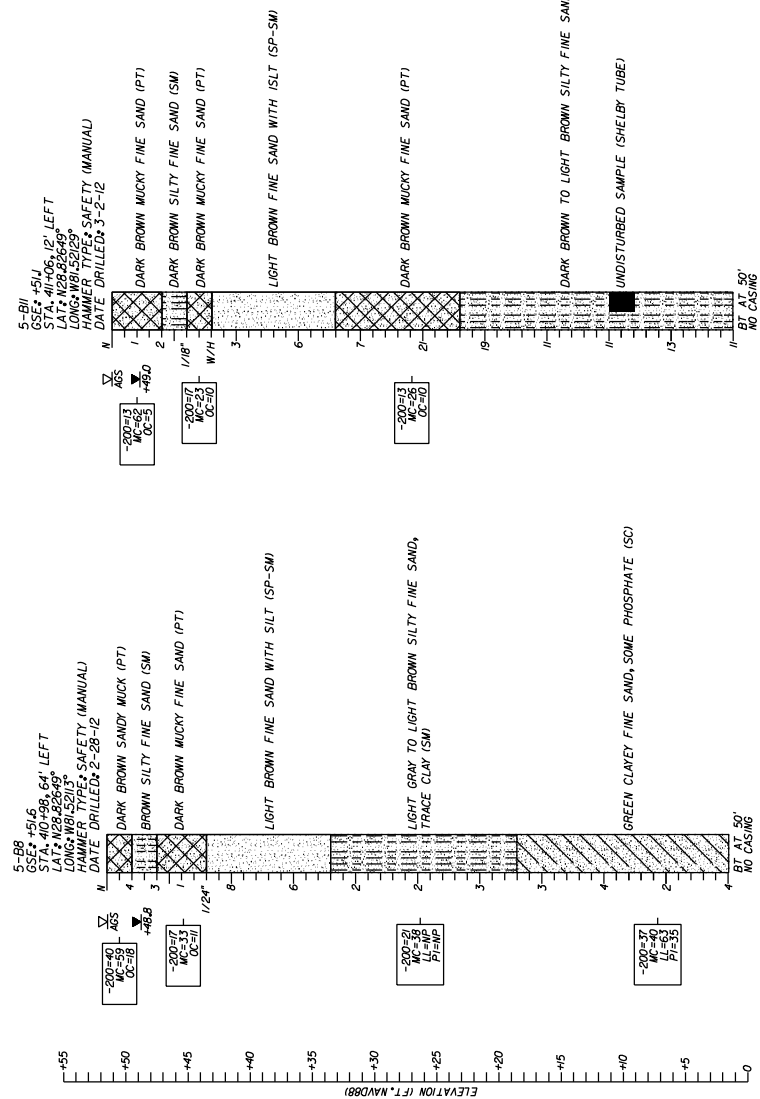 5-B11
GSE: +51.1
STA. 411+06, 12' LEFT
LAT: N28.82649°
LONG: W81.52129°
HAMMER TYPE: SAFETY (MANUAL)
DATE DRILLED: 3-2-12
DARK BROWN MUCKY FINE SAND (PT)
DARK BROWN SILTY FINE SAND (SM)
DARK BROWN MUCKY FINE SAND (PT)
LIGHT BROWN FINE SAND WITH ISLT (SP-SM)
DARK BROWN MUCKY FINE SAND (PT)
DARK BROWN TO LIGHT BROWN SILTY FINE SAN
UNDISTURBED SAMPLE (SHELBY TUBE)
N
1
2
1/18"
W/H
3
6
7
21
19
11
11
13
11
BT AT 50'
NO CASING
AGS
+49.0
-200=13
MC=62
OC=5
-200=17
MC=23
OC=10
-200=13
MC=26
OC=10
5-B8
GSE: +51.6
STA. 410+98, 64' LEFT
LAT: N28.82649°
LONG: W81.52113°
HAMMER TYPE: SAFETY (MANUAL)
DATE DRILLED: 2-28-12
DARK BROWN SANDY MUCK (PT)
BROWN SILTY FINE SAND (SM)
DARK BROWN MUCKY FINE SAND (PT)
LIGHT BROWN FINE SAND WITH SILT (SP-SM)
LIGHT GRAY TO LIGHT BROWN SILTY FINE SAND,
TRACE CLAY (SM)
GREEN CLAYEY FINE SAND, SOME PHOSPHATE (SC)
N
4
3
1
1/24"
8
6
2
2
3
3
4
2
4
BT AT 50'
NO CASING
AGS
+48.8
-200=40
MC=59
OC=18
-200=17
MC=33
OC=11
-200=21
MC=38
LL=NP
PI=NP
-200=37
MC=40
LL=63
PI=35
+55
+50
+45
+40
+35
+30
+25
+20
+15
+10
+5
0
ELEVATION (FT. NAVD88)